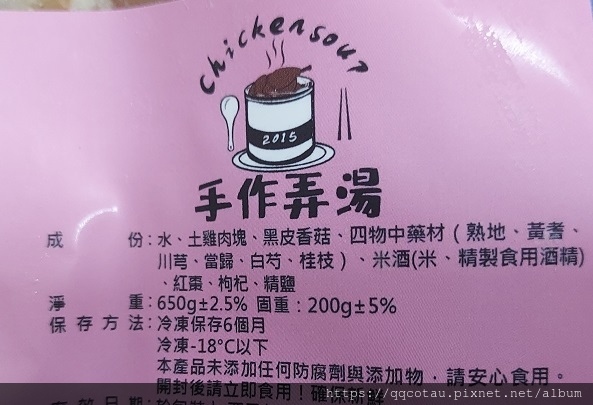 Chickensoup
2015
手作弄湯
成份:水、土雞肉塊、黑皮香菇、四物中藥材(熟地、黃耆、
川芎、當歸、白芍、桂枝)、米酒(米、精製食用酒精)
、紅棗、枸杞、精鹽
淨重:650g±2.5% 固重:200g±5%
保存方法:冷凍保存6個月
冷凍-18°C以下
本產品未添加任何防腐劑與添加物,請安心食用。
開封後請立即食用!確保新鮮
https://qqcotau.pixnet.net/album